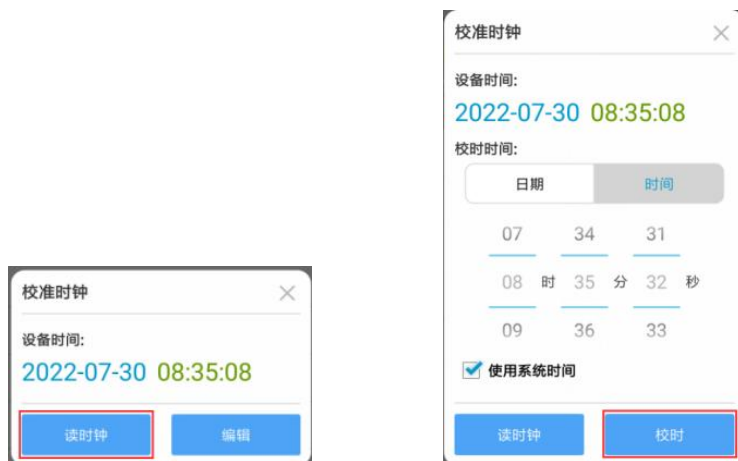 校准时钟
设备时间:
2022-07-30 08:35:08
读时钟 编辑
校准时钟
设备时间:
2022-07-30 08:35:08
校时时间:
日期 时间
07 34 31
08 时 35 分 32 秒
09 36 33
使用系统时间
读时钟 校时